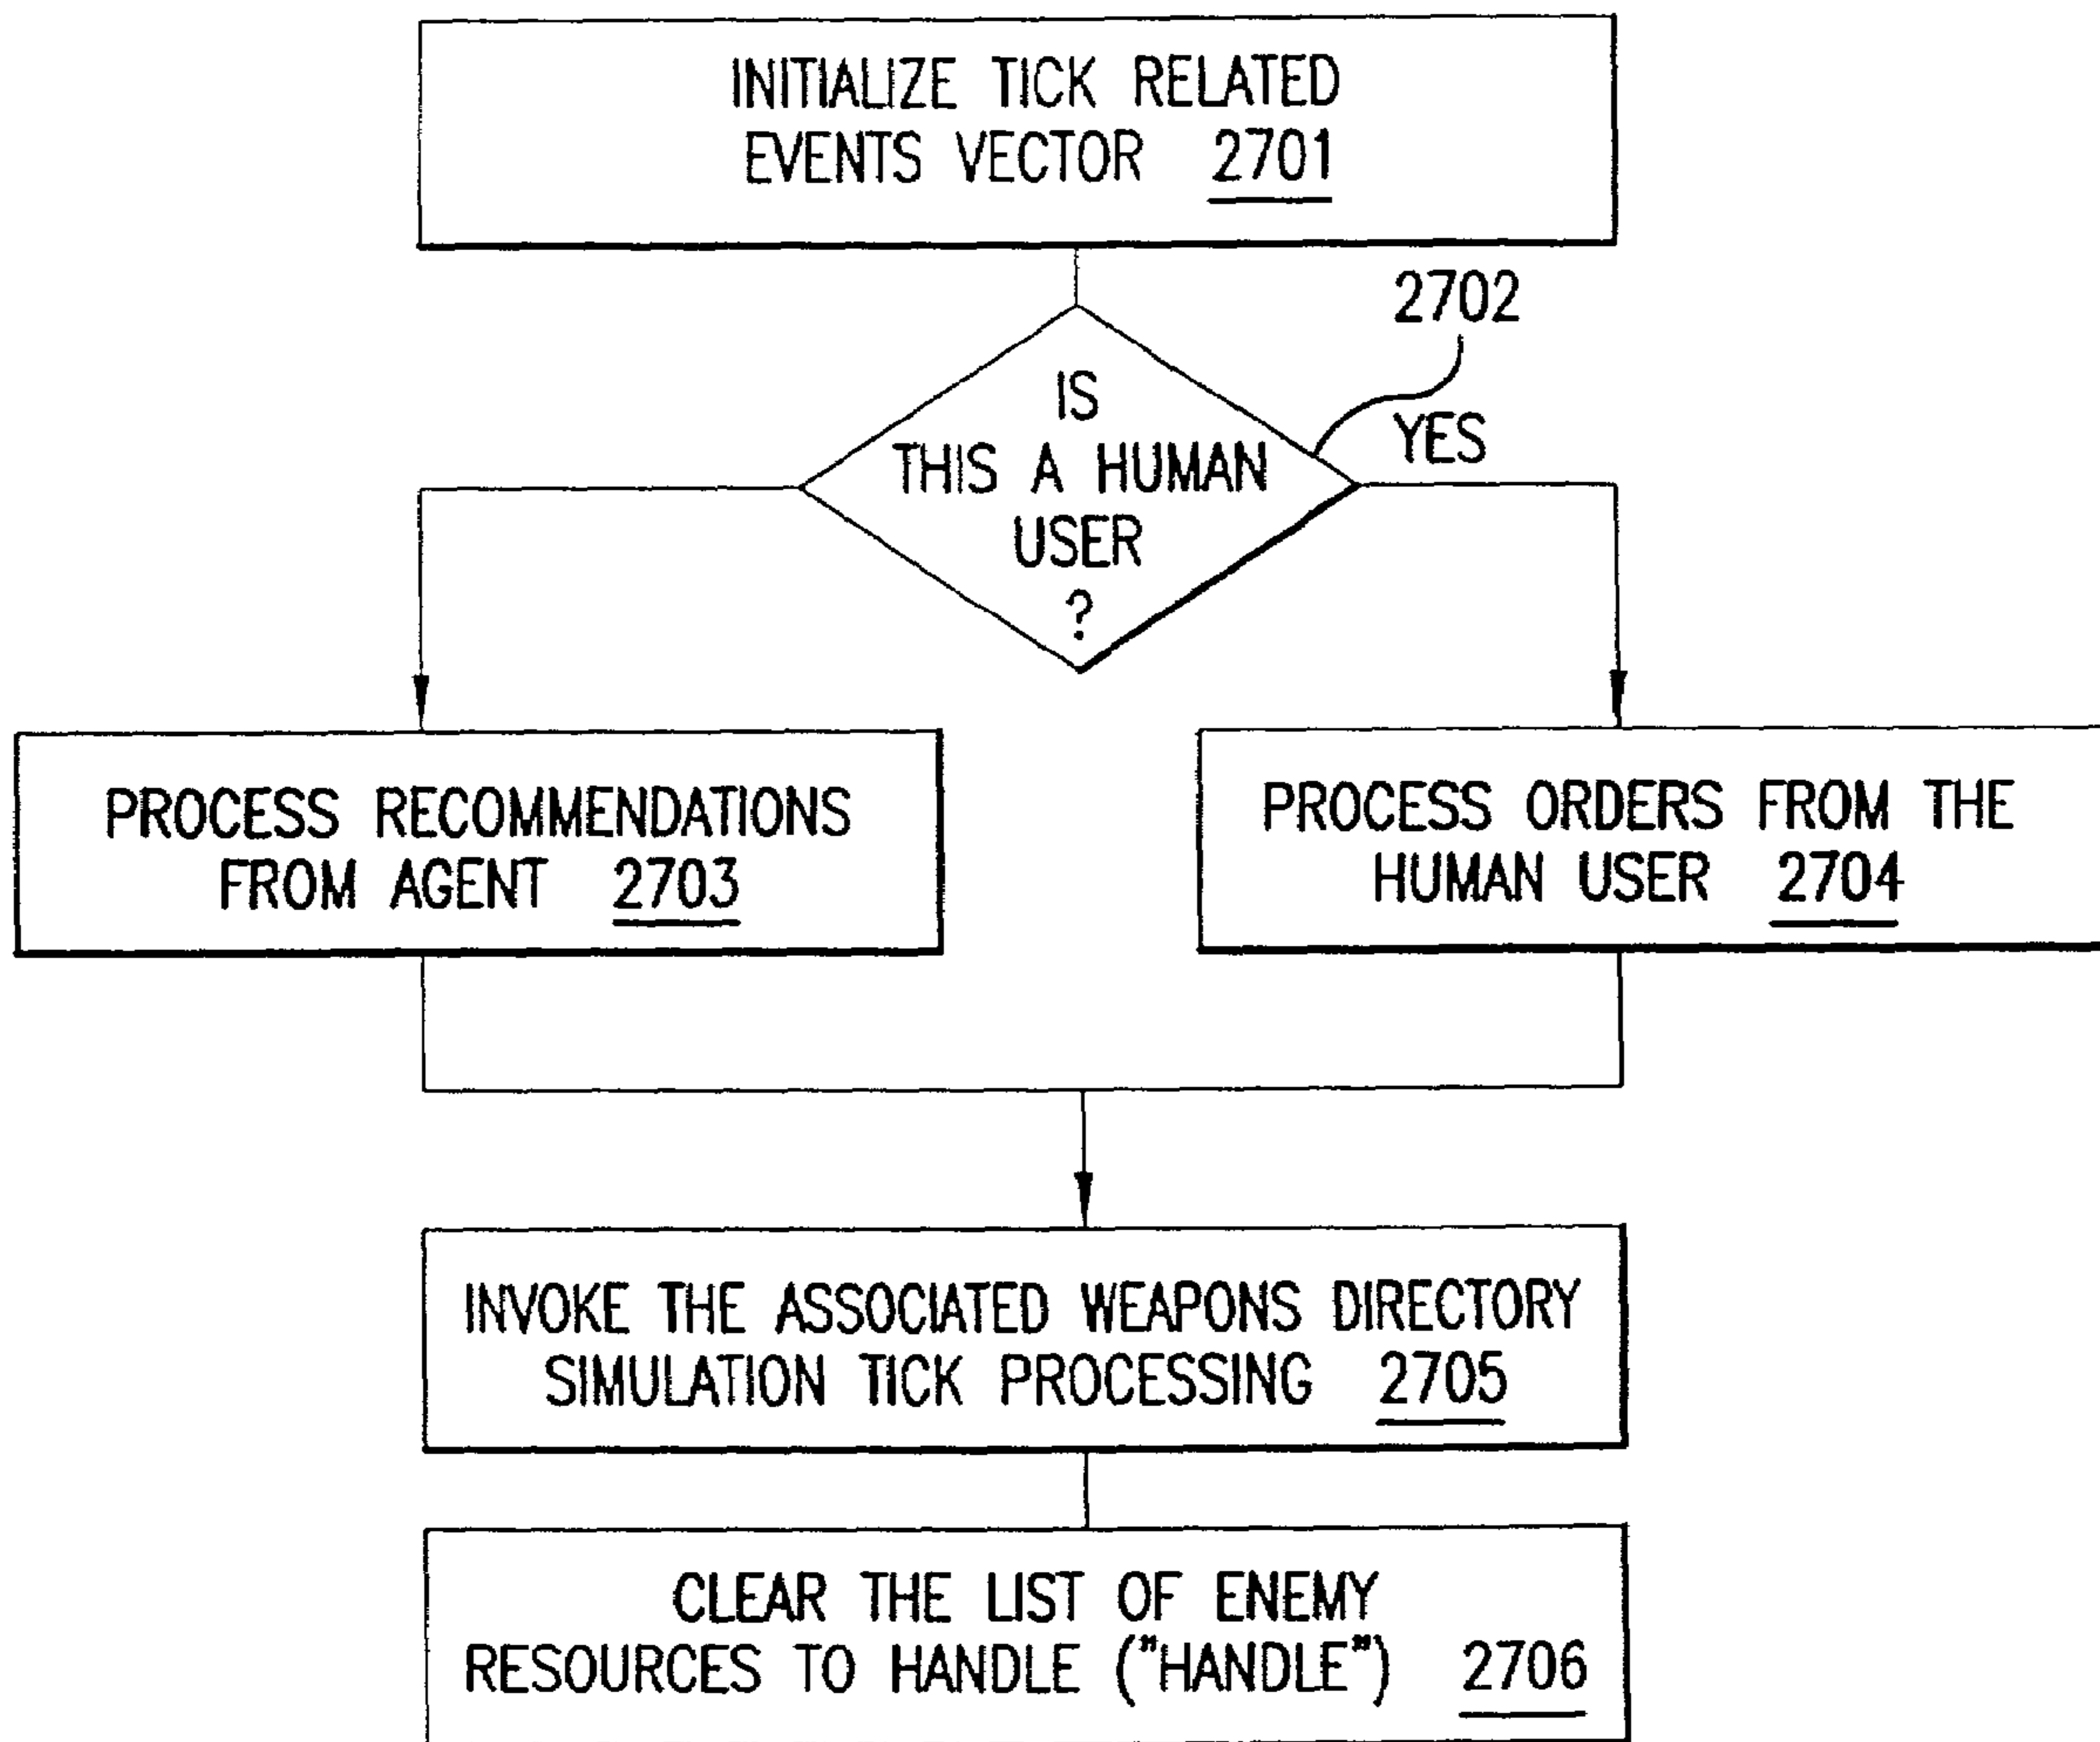 INITIALIZE TICK RELATED
EVENTS VECTOR 2701
2702
IS
THIS A HUMAN
USER
?
YES
PROCESS RECOMMENDATIONS
FROM AGENT 2703
PROCESS ORDERS FROM THE
HUMAN USER 2704
INVOKE THE ASSOCIATED WEAPONS DIRECTORY
SIMULATION TICK PROCESSING 2705
CLEAR THE LIST OF ENEMY
RESOURCES TO HANDLE ("HANDLE") 2706